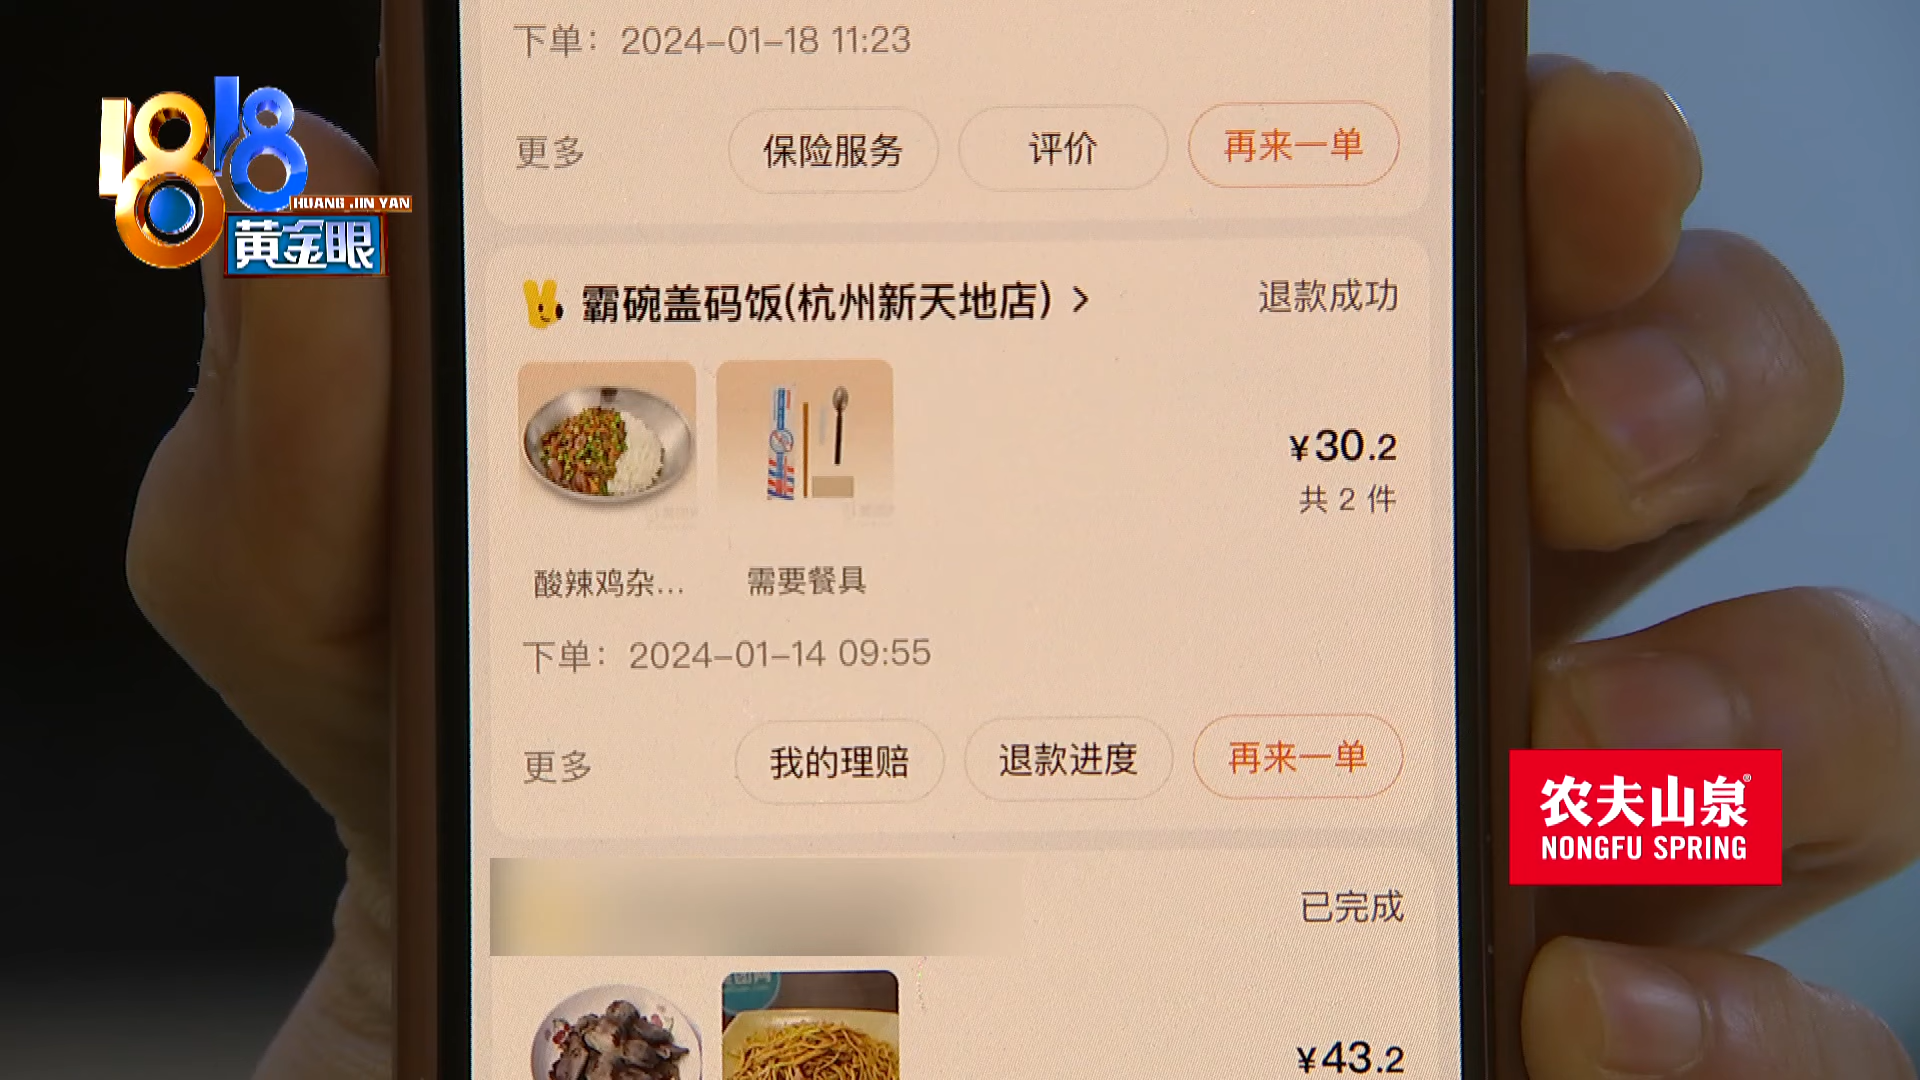 下单：2024-01-18 11:23
更多
保险服务
评价
再来一单
1818
HUANG JIN YAN
黄金眼
霸碗盖码饭(杭州新天地店) >
退款成功
¥30.2
共 2 件
酸辣鸡杂...
需要餐具
下单：2024-01-14 09:55
更多
我的理赔
退款进度
再来一单
农夫山泉®
NONGFU SPRING
已完成
¥43.2